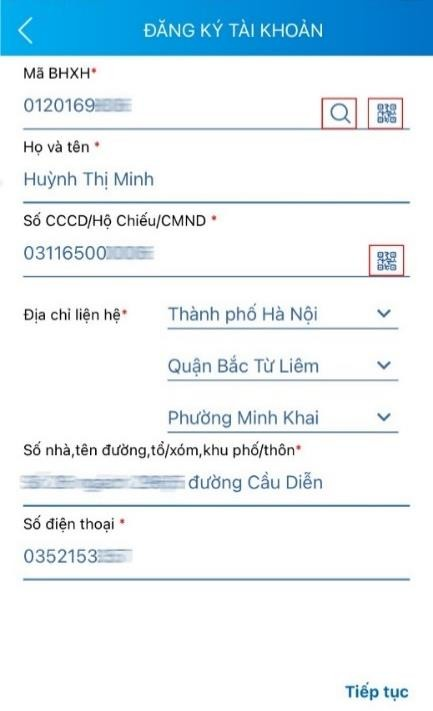 ĐĂNG KÝ TÀI KHOẢN
Mã BHXH*
0120169
Họ và tên *
Huỳnh Thị Minh
Số CCCD/Hộ Chiếu/CMND *
03116500
Địa chỉ liên hệ* Thành phố Hà Nội
Quận Bắc Từ Liêm
Phường Minh Khai
Số nhà,tên đường,tổ/xóm,khu phố/thôn*
đường Cầu Diễn
Số điện thoại *
0352153
Tiếp tục